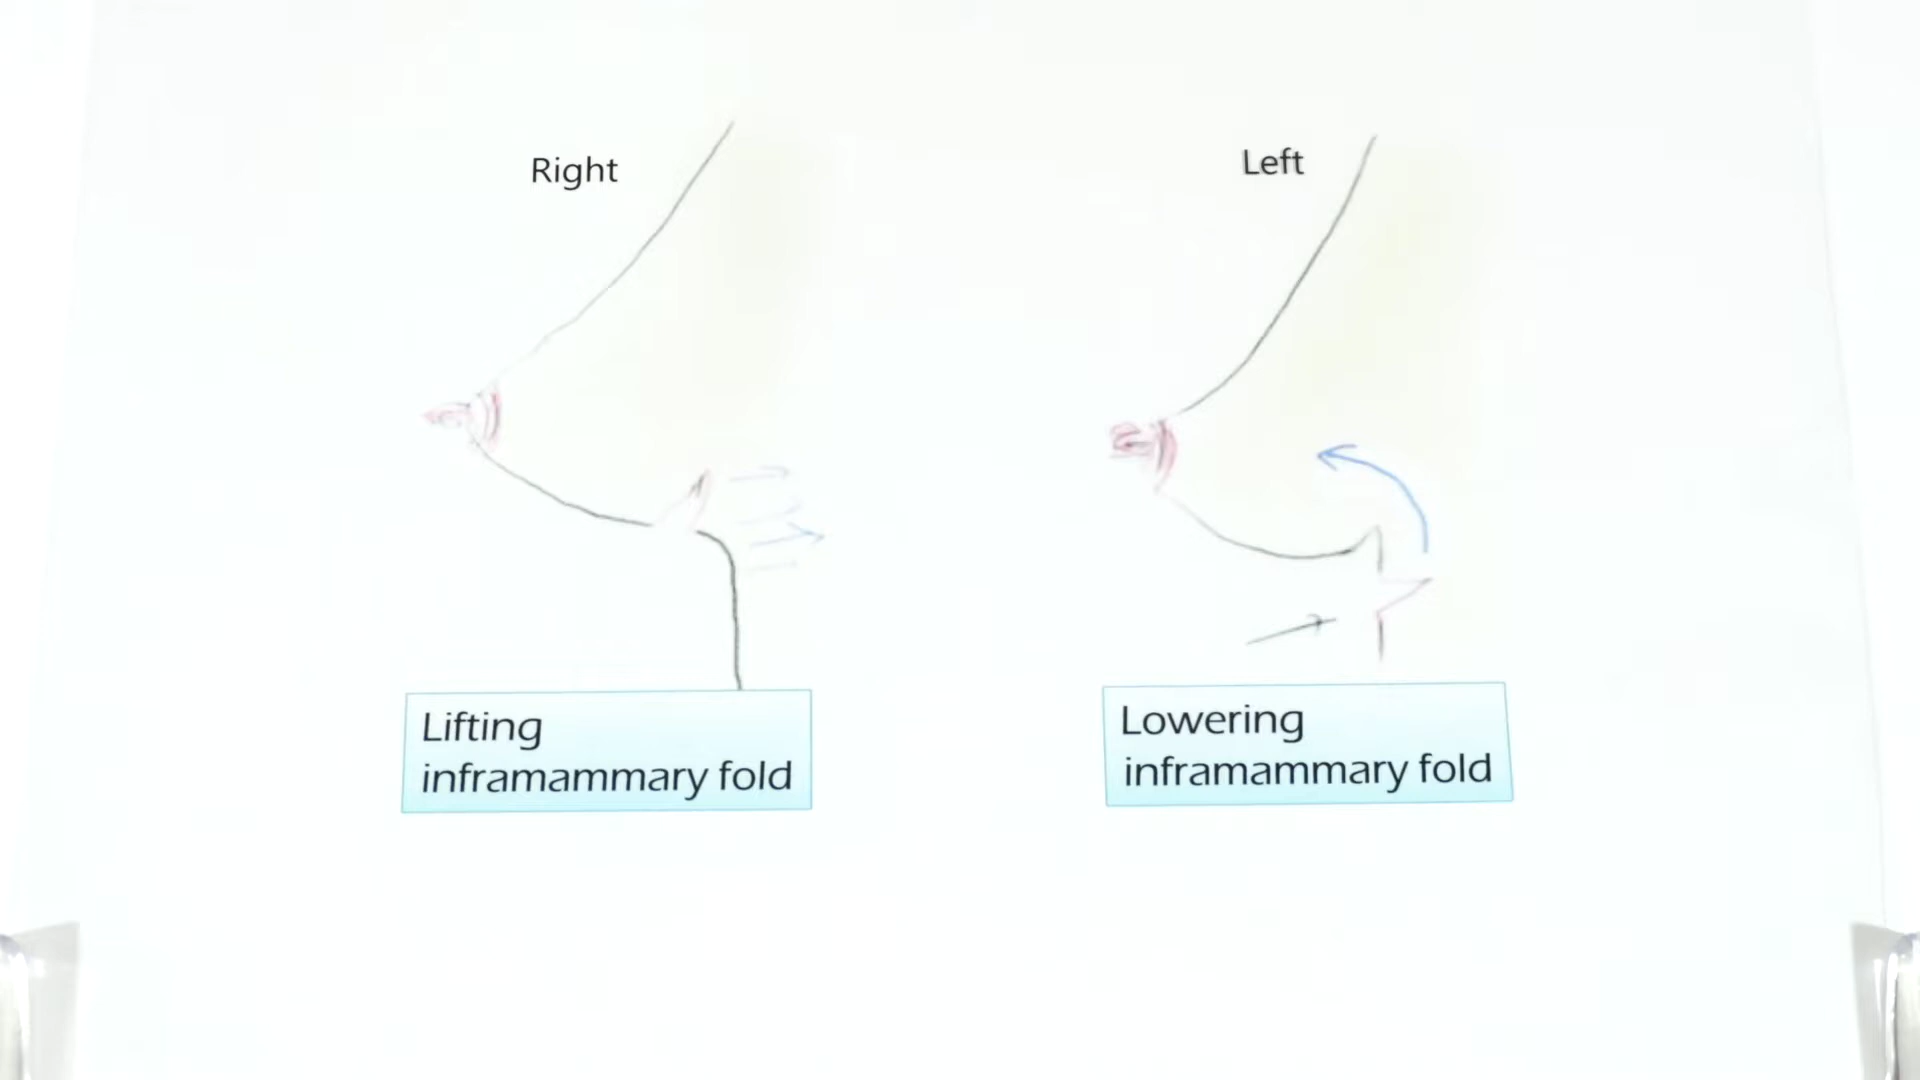 Right
Left
Lifting
inframammary fold
Lowering
inframammary fold